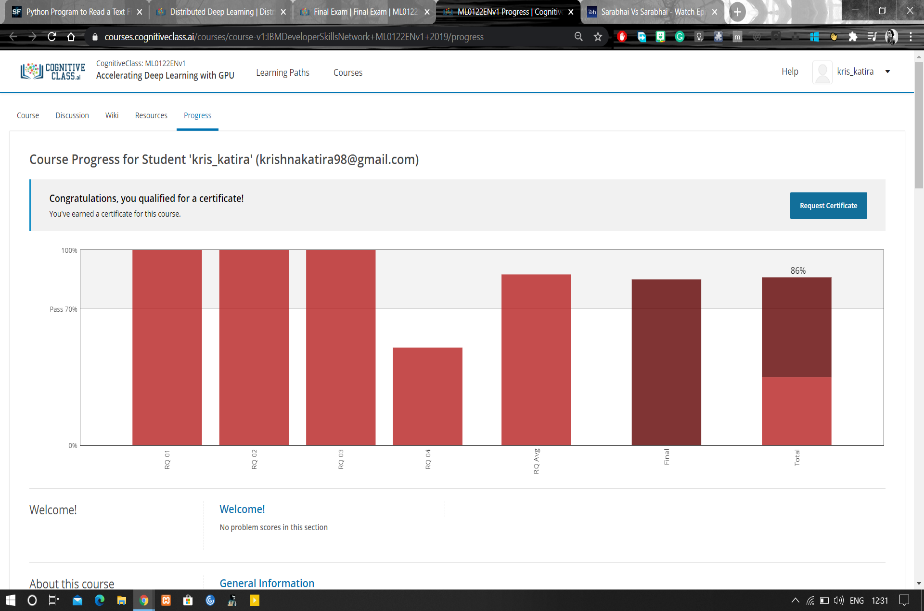 Python Program to Read a Text F
Distributed Deep Learning | Dist
Final Exam | Final Exam | ML0122
ML0122ENv1 Progress | Cognitiv
Sarabhai Vs Sarabhai - Watch Ep
courses.cognitiveclass.ai/courses/course-v1:IBMDeveloperSkillsNetwork+ML0122ENv1+2019/progress
COGNITIVE
CLASS.ai
CognitiveClass: ML0122ENv1
Accelerating Deep Learning with GPU
Learning Paths
Courses
Help
kris_katira
Course
Discussion
Wiki
Resources
Progress
Course Progress for Student 'kris_katira' (krishnakatira98@gmail.com)
Congratulations, you qualified for a certificate!
You've earned a certificate for this course.
Request Certificate
100%
Pass 70%
0%
86%
RQ 01
RQ 02
RQ 03
RQ 04
RQ Avg
Final
Total
Welcome!
Welcome!
No problem scores in this section
About this course
General Information
ENG
12:31